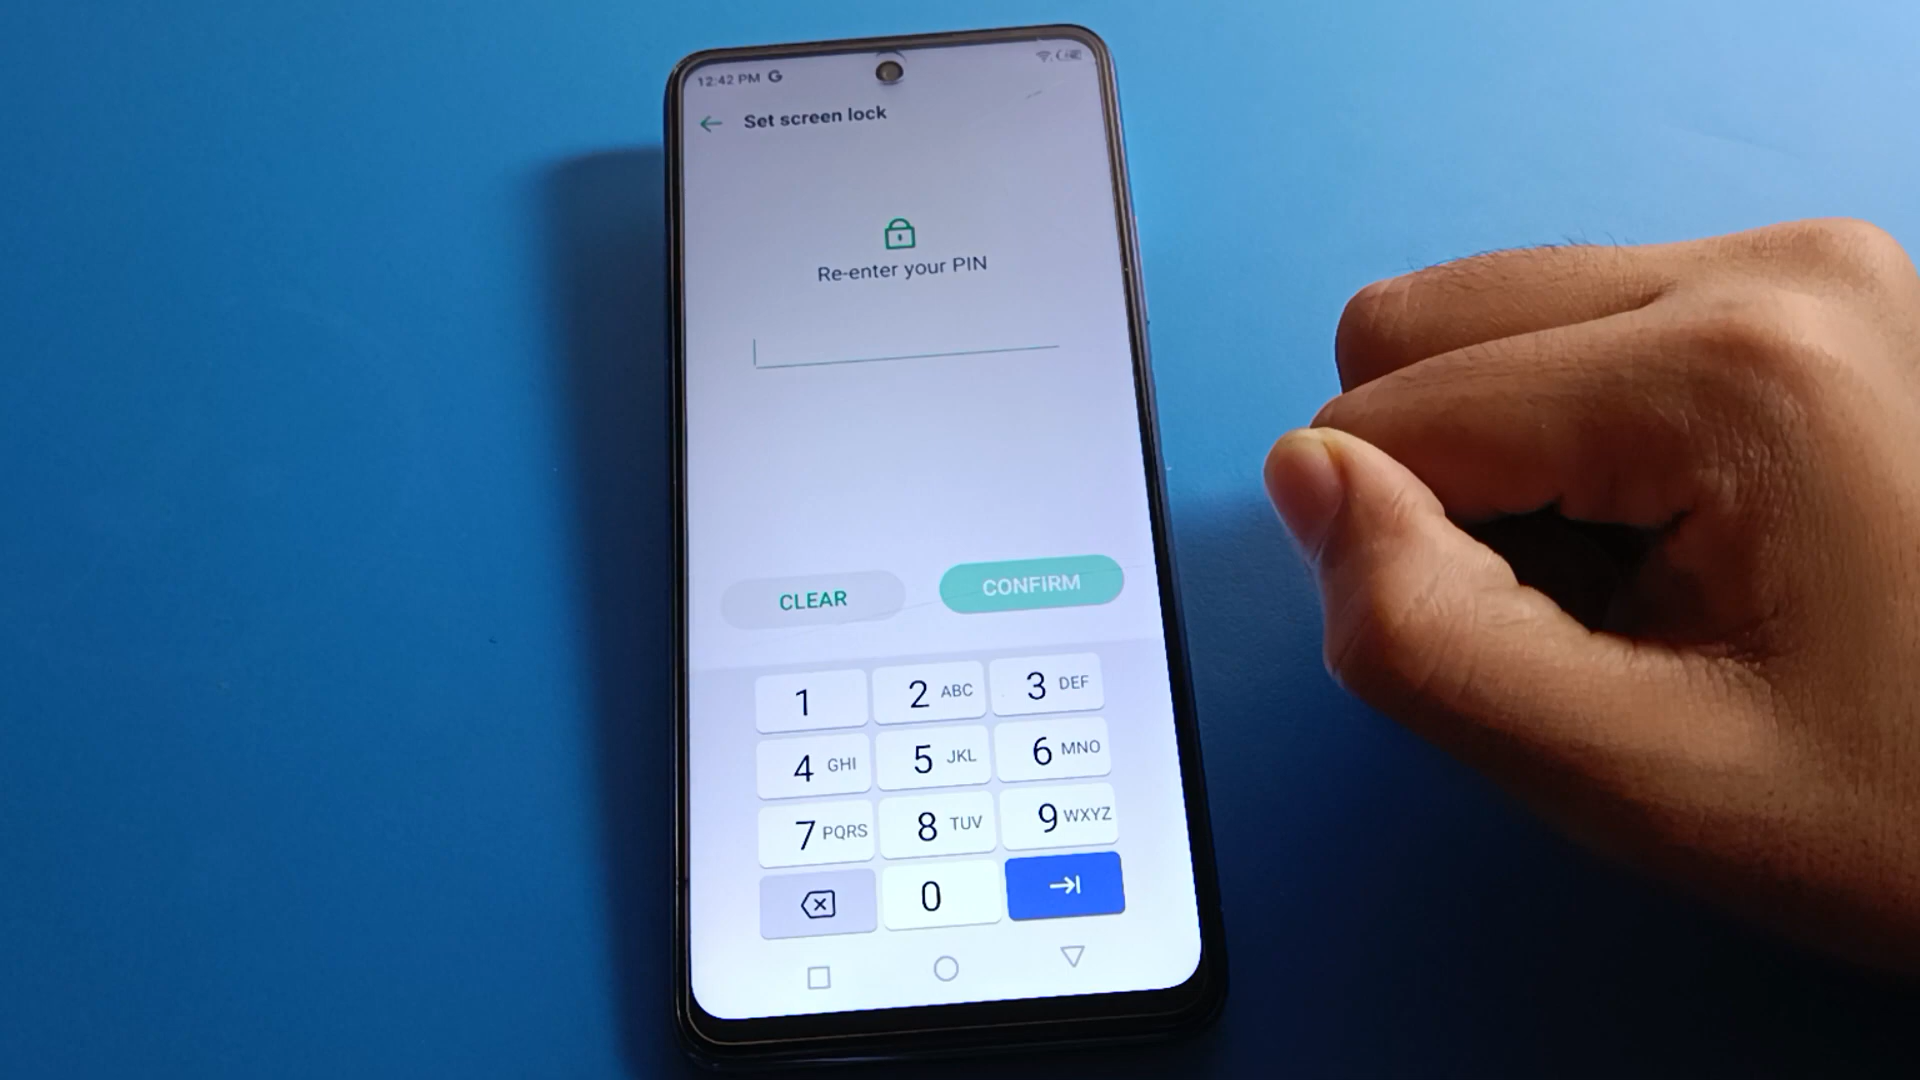 12:42 PM G
Set screen lock
Re-enter your PIN
CLEAR CONFIRM
1 2 ABC 3 DEF
4 GHI 5 JKL 6 MNO
7 PQRS 8 TUV 9 WXYZ
0